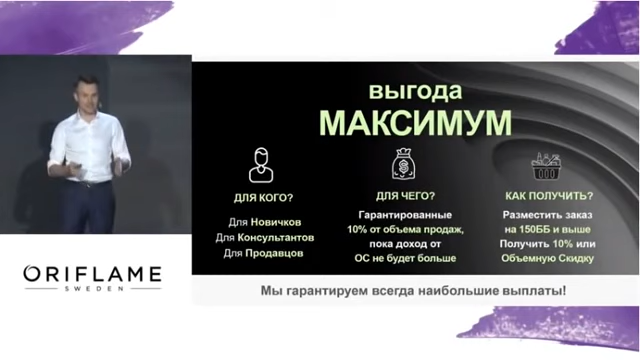 выгода
МАКСИМУМ
ДЛЯ КОГО?
Для Новичков
Для Консультантов
Для Продавцов
ДЛЯ ЧЕГО?
Гарантированные
10% от объема продаж,
пока доход от
ОС не будет больше
КАК ПОЛУЧИТЬ?
Разместить заказ
на 150ББ и выше
Получить 10% или
Объемную Скидку
ORIFLAME
SWEDEN
Мы гарантируем всегда наибольшие выплаты!